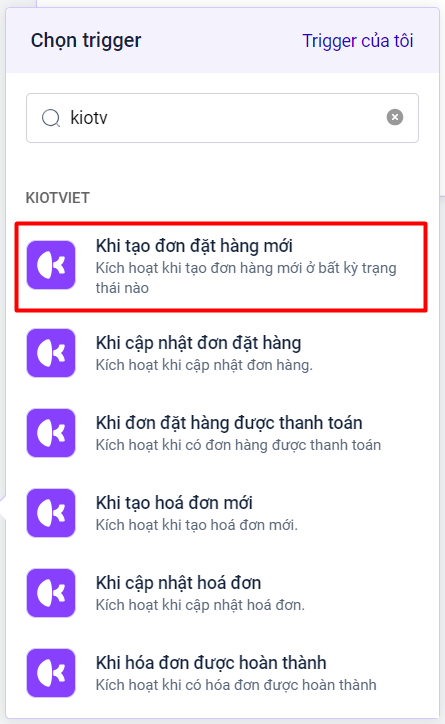 Chọn trigger
Trigger của tôi
kiotv
KIOTVIET
Khi tạo đơn đặt hàng mới
Kích hoạt khi tạo đơn hàng mới ở bất kỳ trạng
thái nào
Khi cập nhật đơn đặt hàng
Kích hoạt khi cập nhật đơn hàng.
Khi đơn đặt hàng được thanh toán
Kích hoạt khi có đơn hàng được thanh toán
Khi tạo hoá đơn mới
Kích hoạt khi tạo hoá đơn mới.
Khi cập nhật hoá đơn
Kích hoạt khi cập nhật hoá đơn.
Khi hóa đơn được hoàn thành
Kích hoạt khi có hóa đơn được hoàn thành